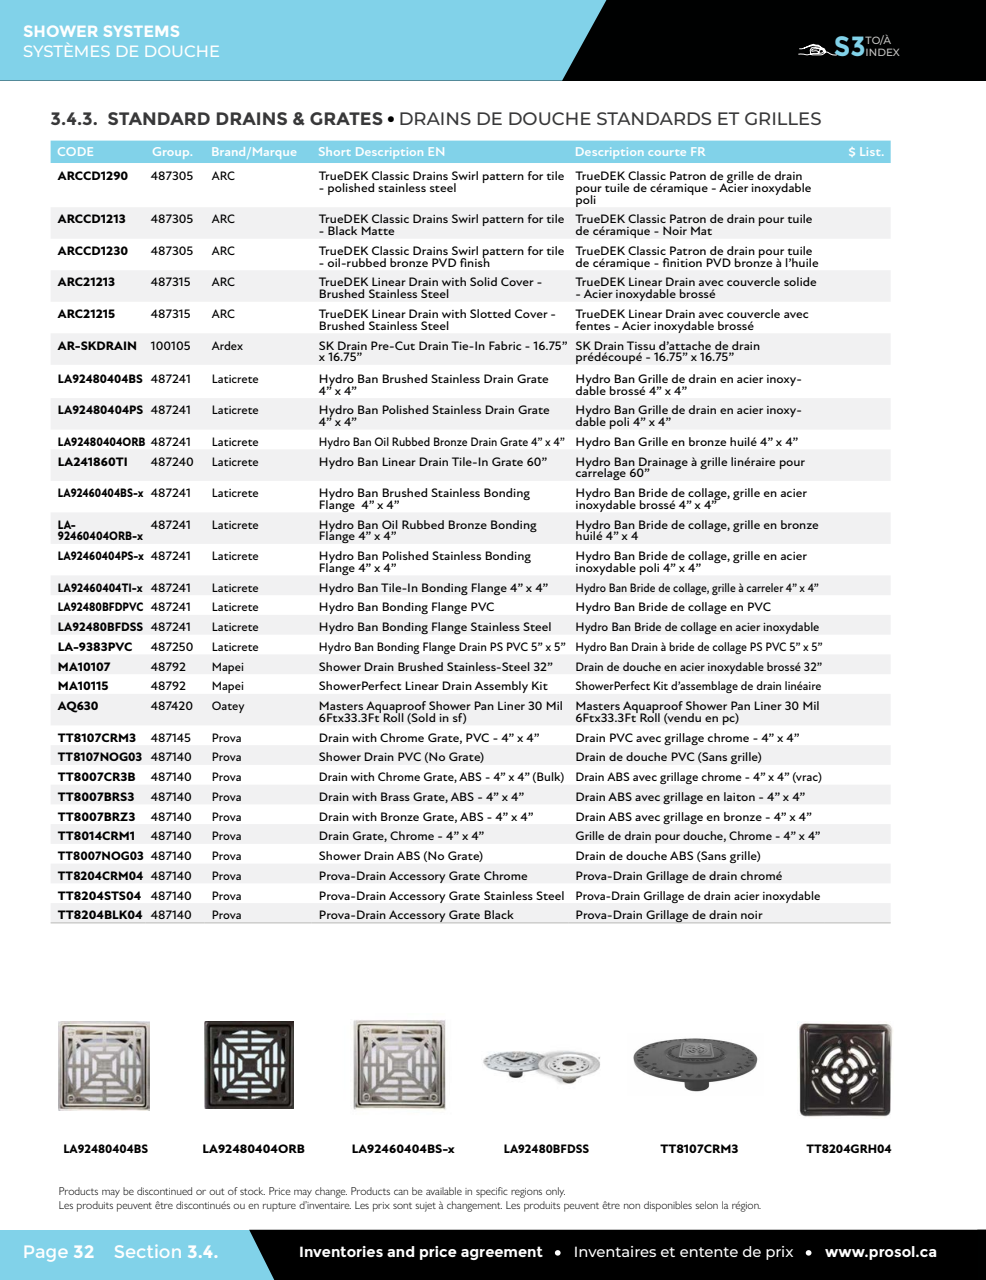 SHOWER SYSTEMS
SYSTÈMES DE DOUCHE
S3 TO/À INDEX
3.4.3. STANDARD DRAINS & GRATES • DRAINS DE DOUCHE STANDARDS ET GRILLES
CODE Group. Brand/Marque Short Description EN Description courte FR $ List.
ARCCD1290 487305 ARC TrueDEK Classic Drains Swirl pattern for tile TrueDEK Classic Patron de grille de drain
- polished stainless steel pour tuile de céramique - Acier inoxydable
poli
ARCCD1213 487305 ARC TrueDEK Classic Drains Swirl pattern for tile TrueDEK Classic Patron de drain pour tuile
- Black Matte de céramique - Noir Mat
ARCCD1230 487305 ARC TrueDEK Classic Drains Swirl pattern for tile TrueDEK Classic Patron de drain pour tuile
- oil-rubbed bronze PVD finish de céramique - finition PVD bronze à l'huile
ARC21213 487315 ARC TrueDEK Linear Drain with Solid Cover - TrueDEK Linear Drain avec couvercle solide
Brushed Stainless Steel - Acier inoxydable brossé
ARC21215 487315 ARC TrueDEK Linear Drain with Slotted Cover - TrueDEK Linear Drain avec couvercle avec
Brushed Stainless Steel fentes - Acier inoxydable brossé
AR-SKDRAIN 100105 Ardex SK Drain Pre-Cut Drain Tie-In Fabric - 16.75" SK Drain Tissu d'attache de drain
x 16.75" prédécoupé - 16.75" x 16.75"
LA92480404BS 487241 Laticrete Hydro Ban Brushed Stainless Drain Grate Hydro Ban Grille de drain en acier inoxy-
4" x 4" dable brossé 4" x 4"
LA92480404PS 487241 Laticrete Hydro Ban Polished Stainless Drain Grate Hydro Ban Grille de drain en acier inoxy-
4" x 4" dable poli 4" x 4"
LA92480404ORB 487241 Laticrete Hydro Ban Oil Rubbed Bronze Drain Grate 4" x 4" Hydro Ban Grille en bronze huilé 4" x 4"
LA241860TI 487240 Laticrete Hydro Ban Linear Drain Tile-In Grate 60" Hydro Ban Drainage à grille linéraire pour
carrelage 60"
LA92460404BS-x 487241 Laticrete Hydro Ban Brushed Stainless Bonding Hydro Ban Bride de collage, grille en acier
Flange 4" x 4" inoxydable brossé 4" x 4"
LA- 487241 Laticrete Hydro Ban Oil Rubbed Bronze Bonding Hydro Ban Bride de collage, grille en bronze
92460404ORB-x Flange 4" x 4" huilé 4" x 4
LA92460404PS-x 487241 Laticrete Hydro Ban Polished Stainless Bonding Hydro Ban Bride de collage, grille en acier
Flange 4" x 4" inoxydable poli 4" x 4"
LA92460404TI-x 487241 Laticrete Hydro Ban Tile-In Bonding Flange 4" x 4" Hydro Ban Bride de collage, grille à carreler 4" x 4"
LA92480BFDPVC 487241 Laticrete Hydro Ban Bonding Flange PVC Hydro Ban Bride de collage en PVC
LA92480BFDSS 487241 Laticrete Hydro Ban Bonding Flange Stainless Steel Hydro Ban Bride de collage en acier inoxydable
LA-9383PVC 487250 Laticrete Hydro Ban Bonding Flange Drain PS PVC 5" x 5" Hydro Ban Drain à bride de collage PS PVC 5" x 5"
MA10107 48792 Mapei Shower Drain Brushed Stainless-Steel 32" Drain de douche en acier inoxydable brossé 32"
MA10115 48792 Mapei ShowerPerfect Linear Drain Assembly Kit ShowerPerfect Kit d'assemblage de drain linéaire
AQ630 487420 Oatey Masters Aquaproof Shower Pan Liner 30 Mil Masters Aquaproof Shower Pan Liner 30 Mil
6Ftx33.3Ft Roll (Sold in sf) 6Ftx33.3Ft Roll (vendu en pc)
TT8107CRM3 487145 Prova Drain with Chrome Grate, PVC - 4" x 4" Drain PVC avec grillage chrome - 4" x 4"
TT8107NOG03 487140 Prova Shower Drain PVC (No Grate) Drain de douche PVC (Sans grille)
TT8007CR3B 487140 Prova Drain with Chrome Grate, ABS - 4" x 4" (Bulk) Drain ABS avec grillage chrome - 4" x 4" (vrac)
TT8007BRS3 487140 Prova Drain with Brass Grate, ABS - 4" x 4" Drain ABS avec grillage en laiton - 4" x 4"
TT8007BRZ3 487140 Prova Drain with Bronze Grate, ABS - 4" x 4" Drain ABS avec grillage en bronze - 4" x 4"
TT8014CRM1 487140 Prova Drain Grate, Chrome - 4" x 4" Grille de drain pour douche, Chrome - 4" x 4"
TT8007NOG03 487140 Prova Shower Drain ABS (No Grate) Drain de douche ABS (Sans grille)
TT8204CRM04 487140 Prova Prova-Drain Accessory Grate Chrome Prova-Drain Grillage de drain chromé
TT8204STS04 487140 Prova Prova-Drain Accessory Grate Stainless Steel Prova-Drain Grillage de drain acier inoxydable
TT8204BLK04 487140 Prova Prova-Drain Accessory Grate Black Prova-Drain Grillage de drain noir
LA92480404BS LA92480404ORB LA92460404BS-x LA92480BFDSS TT8107CRM3 TT8204GRH04
Products may be discontinued or out of stock. Price may change. Products can be available in specific regions only.
Les produits peuvent être discontinués ou en rupture d'inventaire. Les prix sont sujet à changement. Les produits peuvent être non disponibles selon la région.
Page 32 Section 3.4. Inventories and price agreement • Inventaires et entente de prix • www.prosol.ca